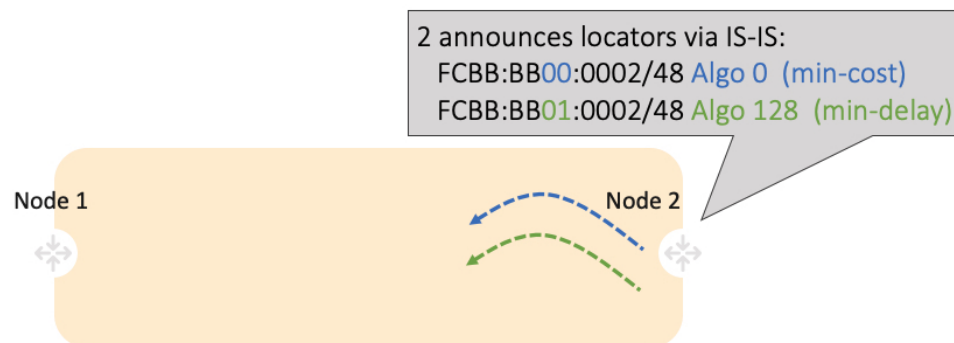 2 announces locators via IS-IS:
FCBB:BB00:0002/48 Algo 0 (min-cost)
FCBB:BB01:0002/48 Algo 128 (min-delay)
Node 1
Node 2